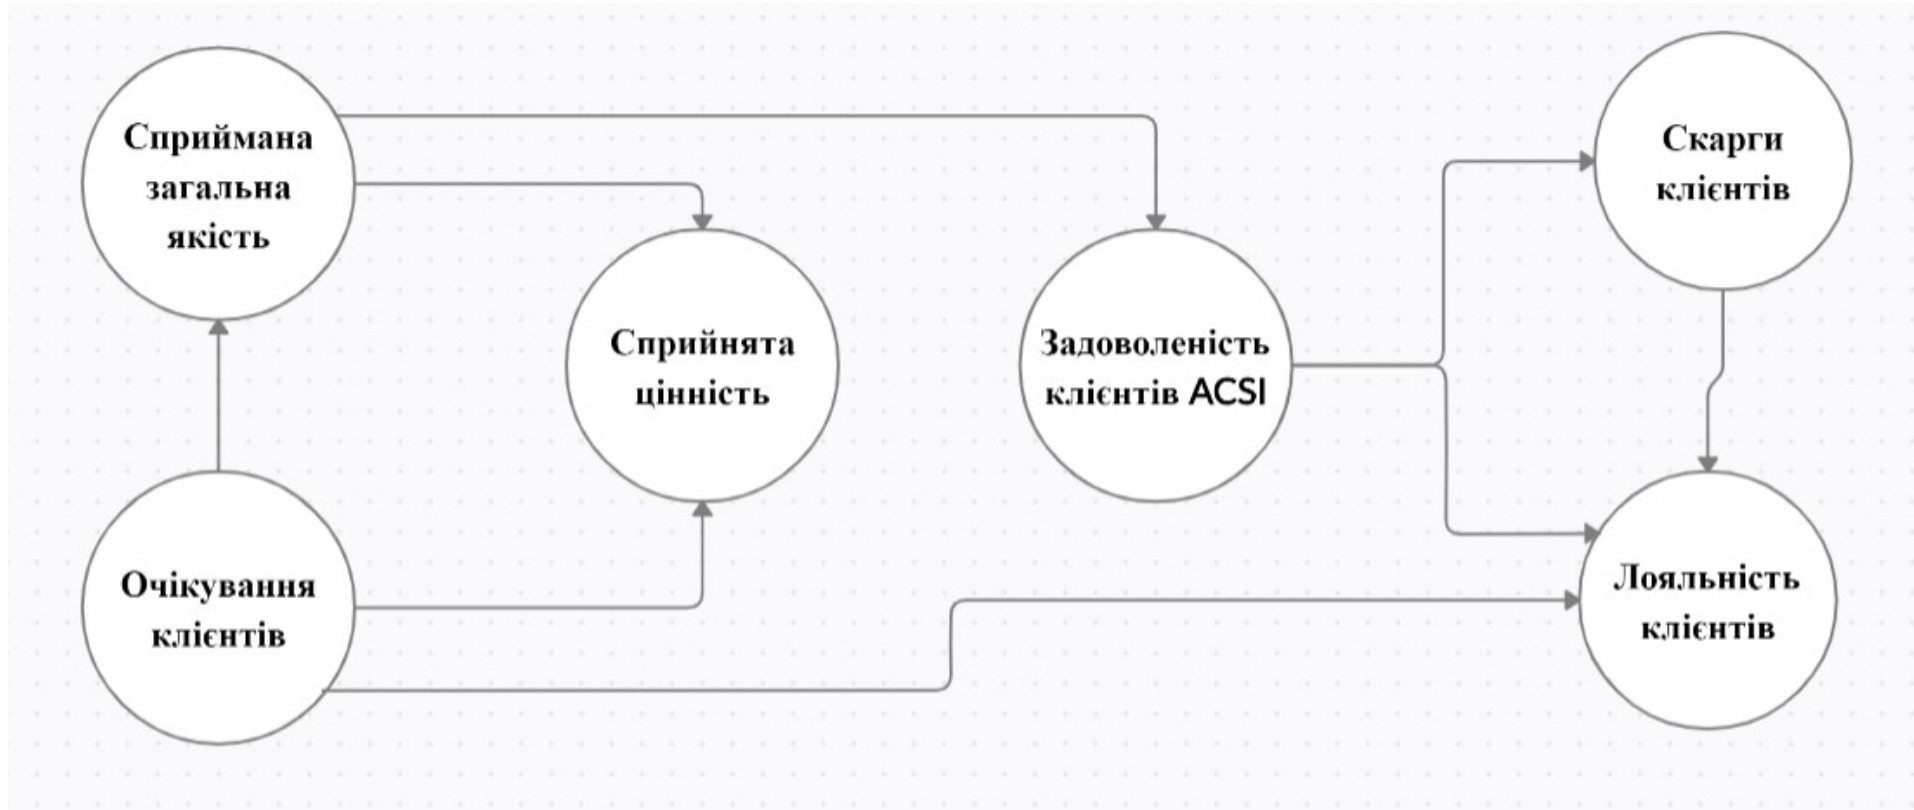 Сприймана
загальна
якість
Очікування
клієнтів
Сприйнята
цінність
Задоволеність
клієнтів ACSI
Скарги
клієнтів
Лояльність
клієнтів